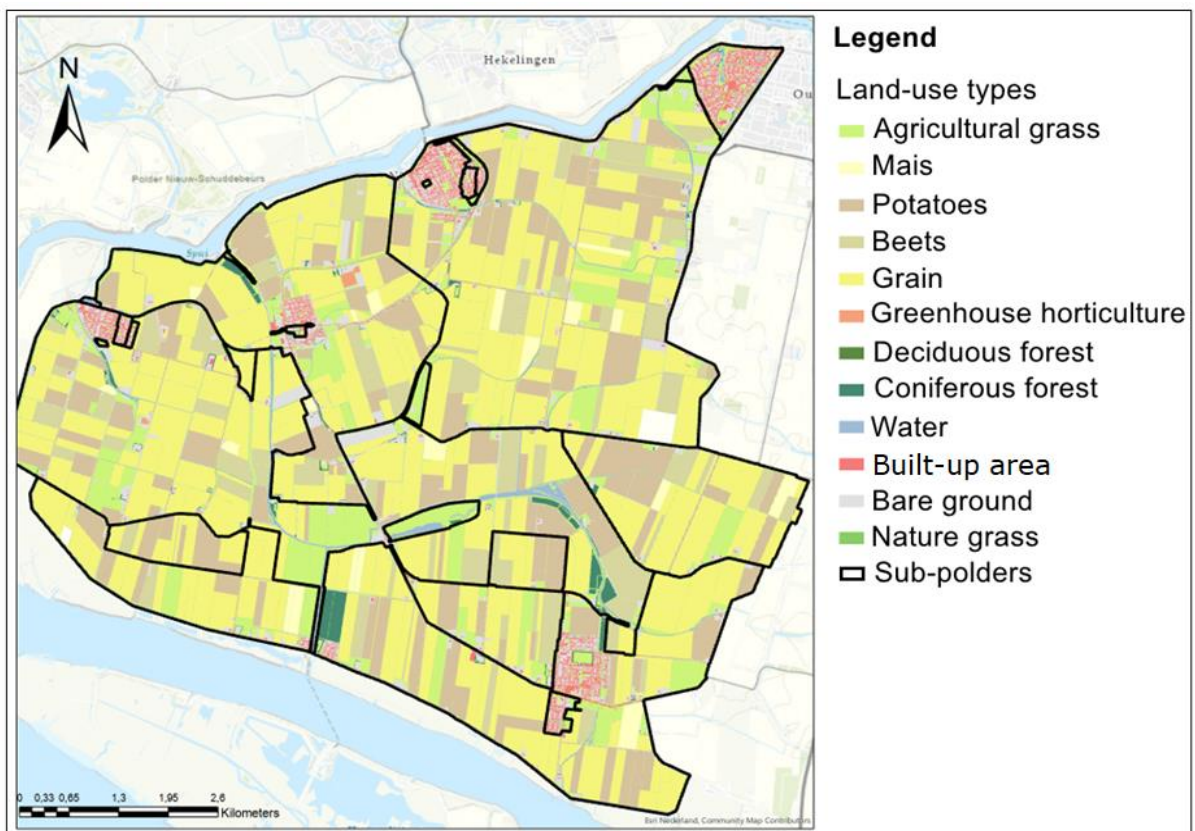 N
Hekelingen
Ou
Polder Nieuw-Schuddebeurs
Spui
0 0,33 0,65 1,3 1,95 2,6
Kilometers
Esri Nederland, Community Map Contributors
Legend
Land-use types
Agricultural grass
Mais
Potatoes
Beets
Grain
Greenhouse horticulture
Deciduous forest
Coniferous forest
Water
Built-up area
Bare ground
Nature grass
Sub-polders